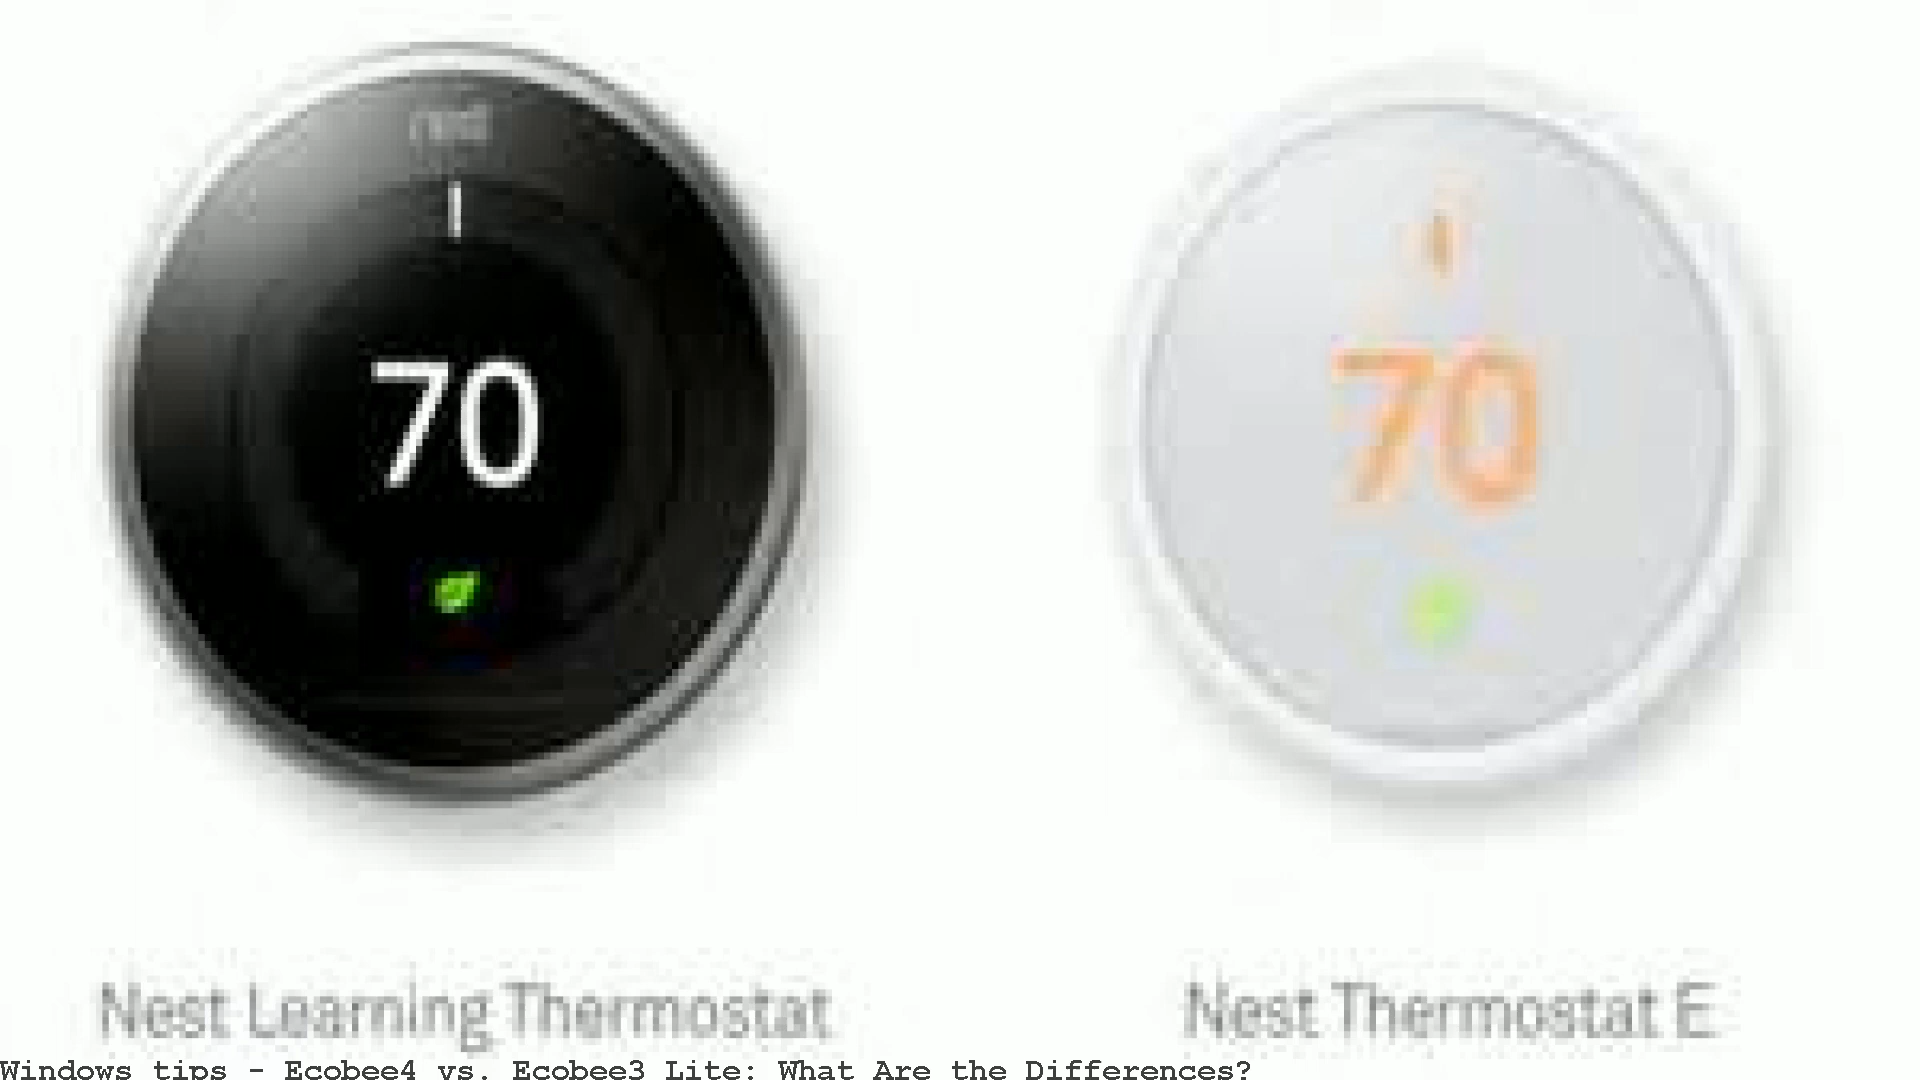 nest
70
70
Nest Learning Thermostat
Nest Thermostat E
Windows tips - Ecobee4 vs. Ecobee3 Lite: What Are the Differences?